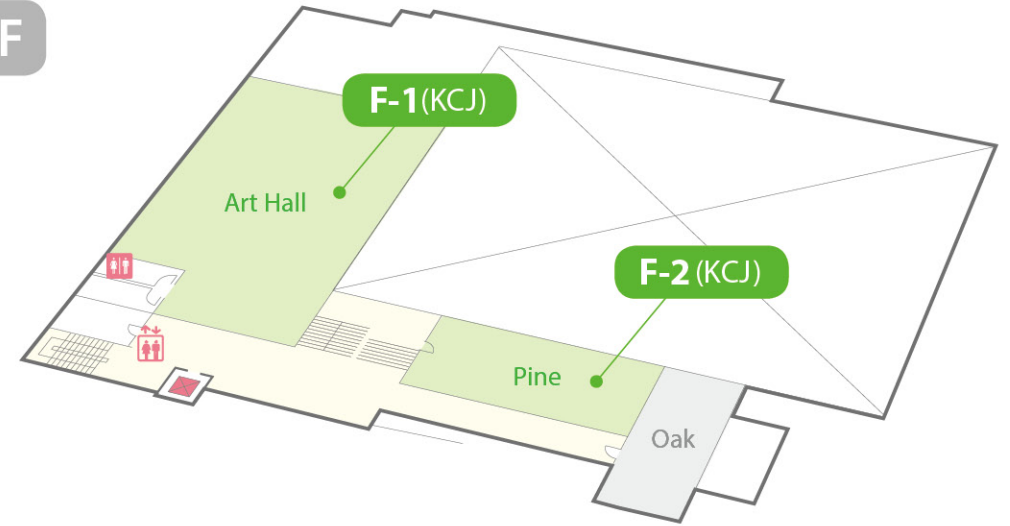 F
F-1(KCJ)
Art Hall
F-2 (KCJ)
Pine
Oak